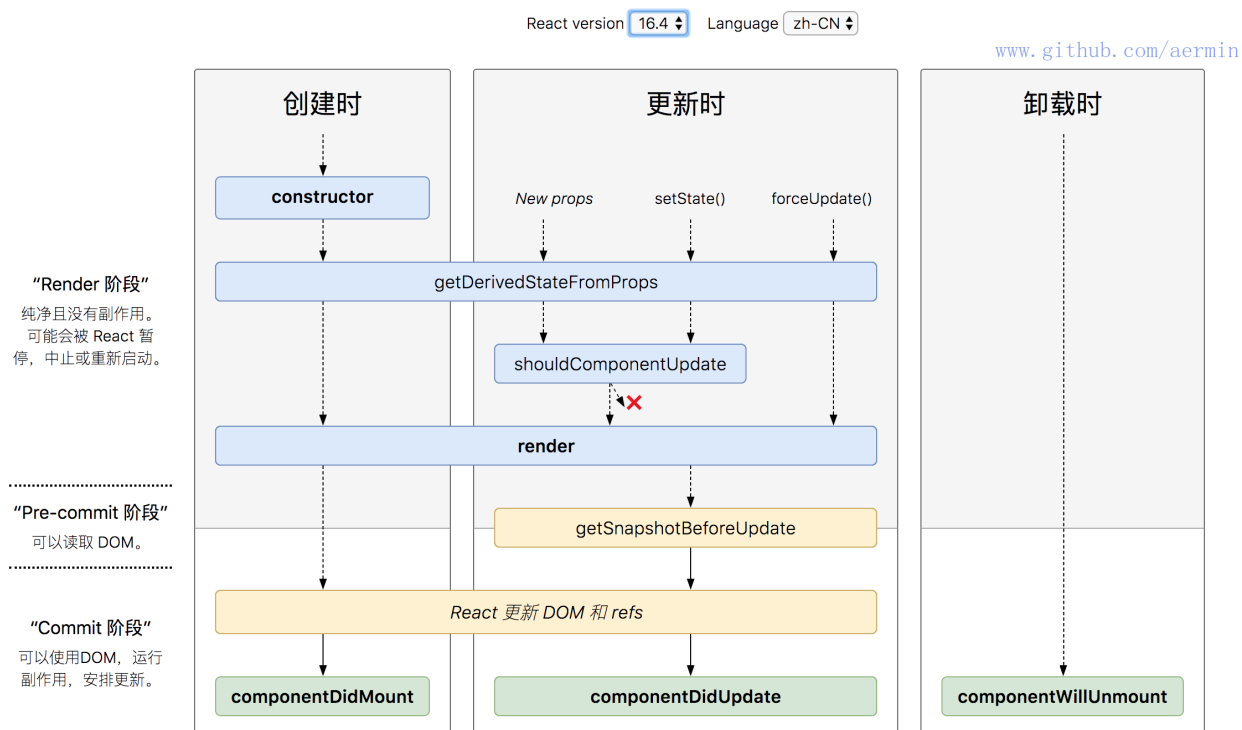 React version 16.4 Language zh-CN
www.github.com/aermin
创建时
更新时
卸载时
constructor
New props
setState()
forceUpdate()
“Render 阶段”
纯净且没有副作用。
可能会被 React 暂
停，中止或重新启动。
getDerivedStateFromProps
shouldComponentUpdate
render
“Pre-commit 阶段”
可以读取 DOM。
getSnapshotBeforeUpdate
React 更新 DOM 和 refs
“Commit 阶段”
可以使用DOM，运行
副作用，安排更新。
componentDidMount
componentDidUpdate
componentWillUnmount